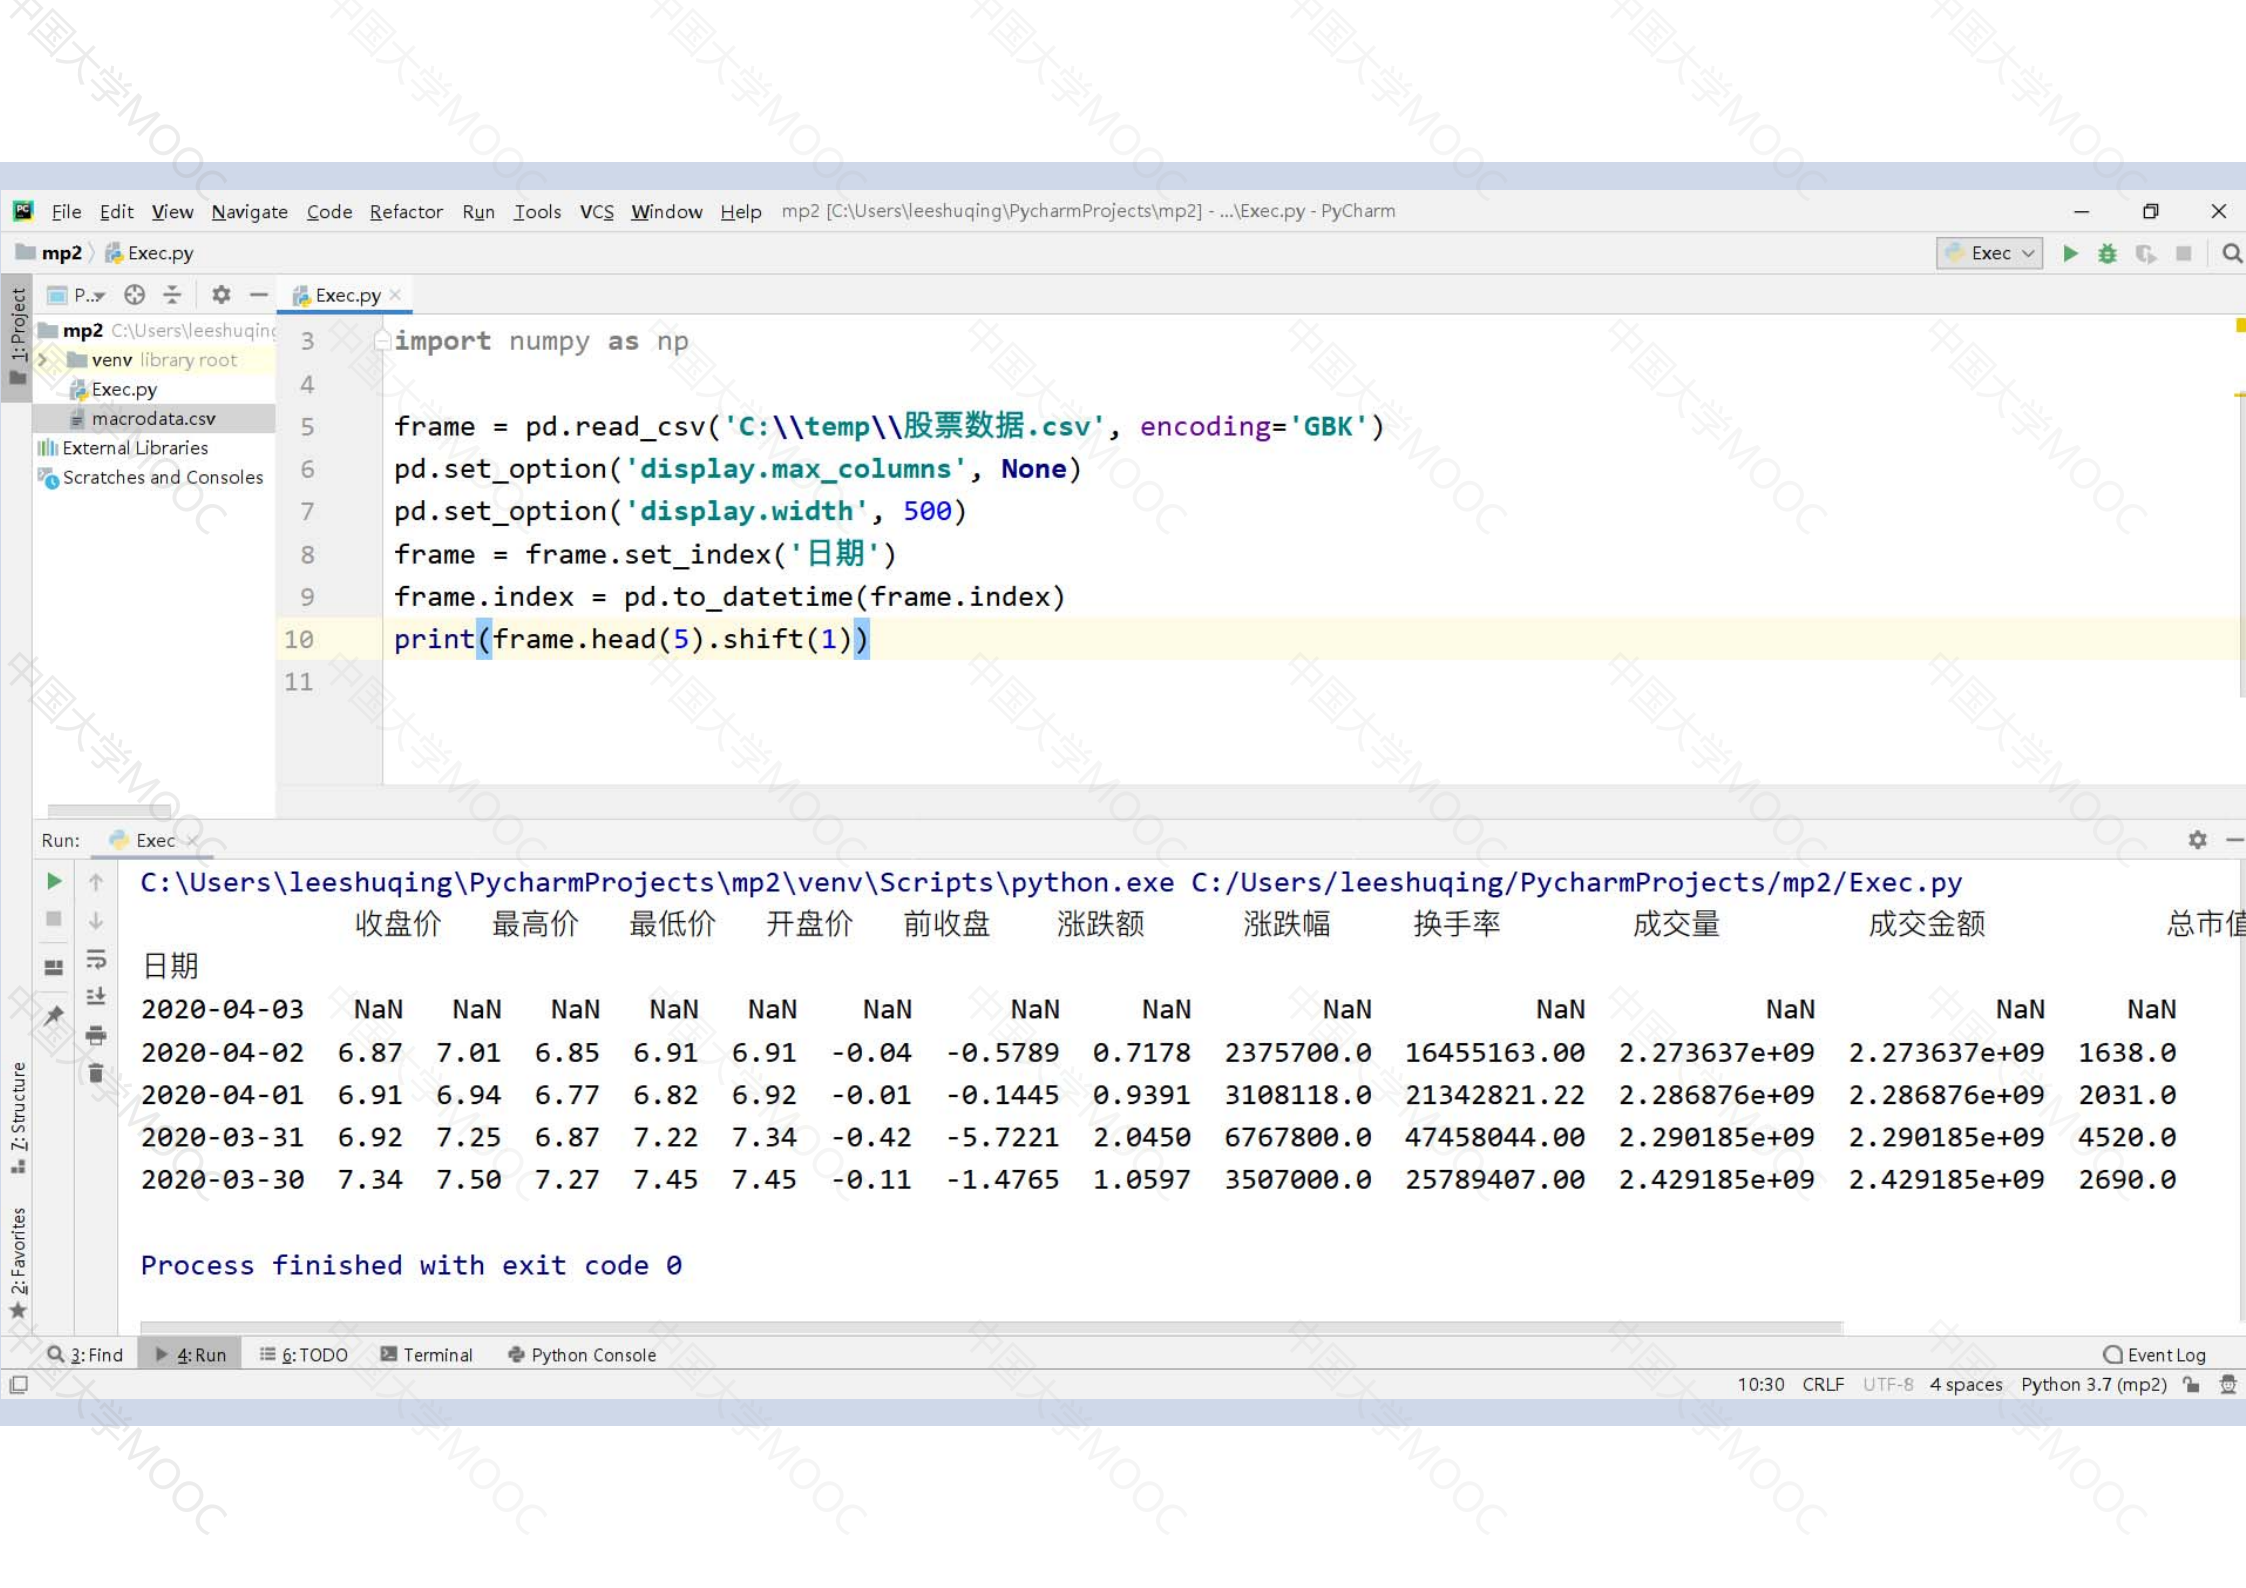 File Edit View Navigate Code Refactor Run Tools VCS Window Help mp2 [C:\Users\leeshuqing\PycharmProjects\mp2] - ...\Exec.py - PyCharm
mp2 Exec.py Exec
1: Project
P.. Exec.py
mp2 C:\Users\leeshuqing
venv library root
Exec.py
macrodata.csv
External Libraries
Scratches and Consoles
3 import numpy as np
4
5 frame = pd.read_csv('C:\\temp\\股票数据.csv', encoding='GBK')
6 pd.set_option('display.max_columns', None)
7 pd.set_option('display.width', 500)
8 frame = frame.set_index('日期')
9 frame.index = pd.to_datetime(frame.index)
10 print(frame.head(5).shift(1))
11
Run: Exec
C:\Users\leeshuqing\PycharmProjects\mp2\venv\Scripts\python.exe C:/Users/leeshuqing/PycharmProjects/mp2/Exec.py
收盘价 最高价 最低价 开盘价 前收盘 涨跌额 涨跌幅 换手率 成交量 成交金额 总市值
日期
2020-04-03 NaN NaN NaN NaN NaN NaN NaN NaN NaN NaN NaN NaN NaN
2020-04-02 6.87 7.01 6.85 6.91 6.91 -0.04 -0.5789 0.7178 2375700.0 16455163.00 2.273637e+09 2.273637e+09 1638.0
2020-04-01 6.91 6.94 6.77 6.82 6.92 -0.01 -0.1445 0.9391 3108118.0 21342821.22 2.286876e+09 2.286876e+09 2031.0
2020-03-31 6.92 7.25 6.87 7.22 7.34 -0.42 -5.7221 2.0450 6767800.0 47458044.00 2.290185e+09 2.290185e+09 4520.0
2020-03-30 7.34 7.50 7.27 7.45 7.45 -0.11 -1.4765 1.0597 3507000.0 25789407.00 2.429185e+09 2.429185e+09 2690.0
Process finished with exit code 0
Z: Structure
2: Favorites
3: Find 4: Run 6: TODO Terminal Python Console Event Log
10:30 CRLF UTF-8 4 spaces Python 3.7 (mp2)
中国大学MOOC